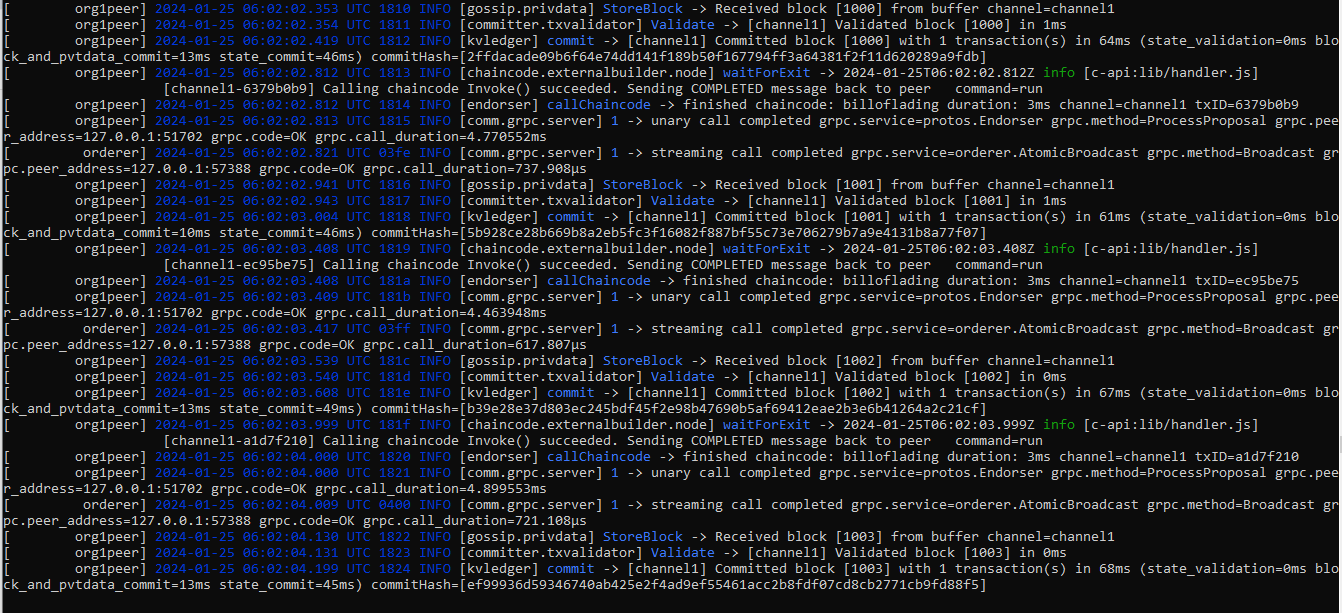 [        org1peer] 2024-01-25 06:02:02.353 UTC 1810 INFO [gossip.privdata] StoreBlock -> Received block [1000] from buffer channel=channel1
[        org1peer] 2024-01-25 06:02:02.354 UTC 1811 INFO [committer.txvalidator] Validate -> [channel1] Validated block [1000] in 1ms
[        org1peer] 2024-01-25 06:02:02.419 UTC 1812 INFO [kvledger] commit -> [channel1] Committed block [1000] with 1 transaction(s) in 64ms (state_validation=0ms blo
ck_and_pvtdata_commit=13ms state_commit=46ms) commitHash=[2ffdacade09b6f64e74dd141f189b50f167794ff3a64381f2f11d620289a9fdb]
[        org1peer] 2024-01-25 06:02:02.812 UTC 1813 INFO [chaincode.externalbuilder.node] waitForExit -> 2024-01-25T06:02:02.812Z info [c-api:lib/handler.js]
                    [channel1-6379b0b9] Calling chaincode Invoke() succeeded. Sending COMPLETED message back to peer   command=run
[        org1peer] 2024-01-25 06:02:02.812 UTC 1814 INFO [endorser] callChaincode -> finished chaincode: billoflading duration: 3ms channel=channel1 txID=6379b0b9
[        org1peer] 2024-01-25 06:02:02.813 UTC 1815 INFO [comm.grpc.server] 1 -> unary call completed grpc.service=protos.Endorser grpc.method=ProcessProposal grpc.pee
r_address=127.0.0.1:51702 grpc.code=OK grpc.call_duration=4.770552ms
[         orderer] 2024-01-25 06:02:02.821 UTC 03fe INFO [comm.grpc.server] 1 -> streaming call completed grpc.service=orderer.AtomicBroadcast grpc.method=Broadcast gr
pc.peer_address=127.0.0.1:57388 grpc.code=OK grpc.call_duration=737.908µs
[        org1peer] 2024-01-25 06:02:02.941 UTC 1816 INFO [gossip.privdata] StoreBlock -> Received block [1001] from buffer channel=channel1
[        org1peer] 2024-01-25 06:02:02.943 UTC 1817 INFO [committer.txvalidator] Validate -> [channel1] Validated block [1001] in 1ms
[        org1peer] 2024-01-25 06:02:03.004 UTC 1818 INFO [kvledger] commit -> [channel1] Committed block [1001] with 1 transaction(s) in 61ms (state_validation=0ms blo
ck_and_pvtdata_commit=10ms state_commit=46ms) commitHash=[5b928ce28b669b8a2eb5fc3f16082f887bf55c73e706279b7a9e4131b8a77f07]
[        org1peer] 2024-01-25 06:02:03.408 UTC 1819 INFO [chaincode.externalbuilder.node] waitForExit -> 2024-01-25T06:02:03.408Z info [c-api:lib/handler.js]
                    [channel1-ec95be75] Calling chaincode Invoke() succeeded. Sending COMPLETED message back to peer   command=run
[        org1peer] 2024-01-25 06:02:03.408 UTC 181a INFO [endorser] callChaincode -> finished chaincode: billoflading duration: 3ms channel=channel1 txID=ec95be75
[        org1peer] 2024-01-25 06:02:03.409 UTC 181b INFO [comm.grpc.server] 1 -> unary call completed grpc.service=protos.Endorser grpc.method=ProcessProposal grpc.pee
r_address=127.0.0.1:51702 grpc.code=OK grpc.call_duration=4.463948ms
[         orderer] 2024-01-25 06:02:03.417 UTC 03ff INFO [comm.grpc.server] 1 -> streaming call completed grpc.service=orderer.AtomicBroadcast grpc.method=Broadcast gr
pc.peer_address=127.0.0.1:57388 grpc.code=OK grpc.call_duration=617.807µs
[        org1peer] 2024-01-25 06:02:03.539 UTC 181c INFO [gossip.privdata] StoreBlock -> Received block [1002] from buffer channel=channel1
[        org1peer] 2024-01-25 06:02:03.540 UTC 181d INFO [committer.txvalidator] Validate -> [channel1] Validated block [1002] in 0ms
[        org1peer] 2024-01-25 06:02:03.608 UTC 181e INFO [kvledger] commit -> [channel1] Committed block [1002] with 1 transaction(s) in 67ms (state_validation=0ms blo
ck_and_pvtdata_commit=13ms state_commit=49ms) commitHash=[b39e28e37d803ec245bdf45f2e98b47690b5af69412eae2b3e6b41264a2c21cf]
[        org1peer] 2024-01-25 06:02:03.999 UTC 181f INFO [chaincode.externalbuilder.node] waitForExit -> 2024-01-25T06:02:03.999Z info [c-api:lib/handler.js]
                    [channel1-a1d7f210] Calling chaincode Invoke() succeeded. Sending COMPLETED message back to peer   command=run
[        org1peer] 2024-01-25 06:02:04.000 UTC 1820 INFO [endorser] callChaincode -> finished chaincode: billoflading duration: 3ms channel=channel1 txID=a1d7f210
[        org1peer] 2024-01-25 06:02:04.000 UTC 1821 INFO [comm.grpc.server] 1 -> unary call completed grpc.service=protos.Endorser grpc.method=ProcessProposal grpc.pee
r_address=127.0.0.1:51702 grpc.code=OK grpc.call_duration=4.899553ms
[         orderer] 2024-01-25 06:02:04.009 UTC 0400 INFO [comm.grpc.server] 1 -> streaming call completed grpc.service=orderer.AtomicBroadcast grpc.method=Broadcast gr
pc.peer_address=127.0.0.1:57388 grpc.code=OK grpc.call_duration=721.108µs
[        org1peer] 2024-01-25 06:02:04.130 UTC 1822 INFO [gossip.privdata] StoreBlock -> Received block [1003] from buffer channel=channel1
[        org1peer] 2024-01-25 06:02:04.131 UTC 1823 INFO [committer.txvalidator] Validate -> [channel1] Validated block [1003] in 0ms
[        org1peer] 2024-01-25 06:02:04.199 UTC 1824 INFO [kvledger] commit -> [channel1] Committed block [1003] with 1 transaction(s) in 68ms (state_validation=0ms blo
ck_and_pvtdata_commit=13ms state_commit=45ms) commitHash=[ef99936d59346740ab425e2f4ad9ef55461acc2b8fdf07cd8cb2771cb9fd88f5]